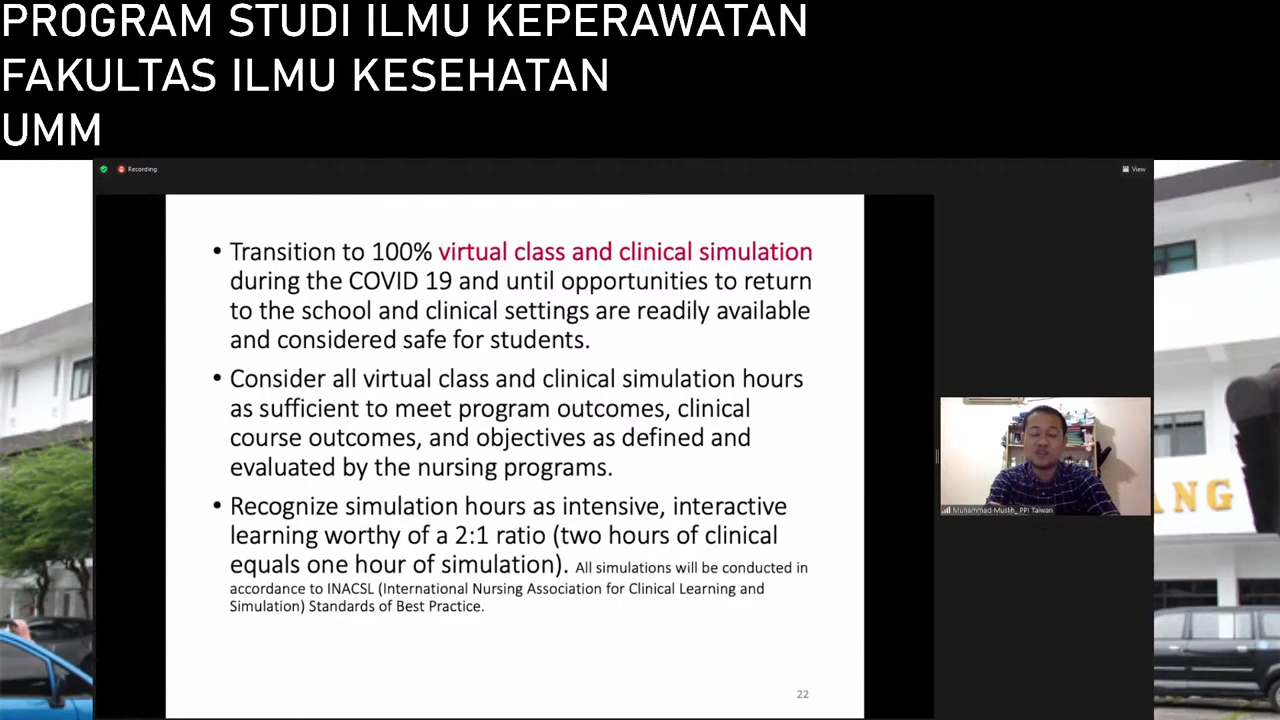 PROGRAM STUDI ILMU KEPERAWATAN
FAKULTAS ILMU KESEHATAN
UMM
Recording
View
• Transition to 100% virtual class and clinical simulation
during the COVID 19 and until opportunities to return
to the school and clinical settings are readily available
and considered safe for students.
• Consider all virtual class and clinical simulation hours
as sufficient to meet program outcomes, clinical
course outcomes, and objectives as defined and
evaluated by the nursing programs.
• Recognize simulation hours as intensive, interactive
learning worthy of a 2:1 ratio (two hours of clinical
equals one hour of simulation). All simulations will be conducted in
accordance to INACSL (International Nursing Association for Clinical Learning and
Simulation) Standards of Best Practice.
22
Muhammad Muslih_ PPI Taiwan
ANG